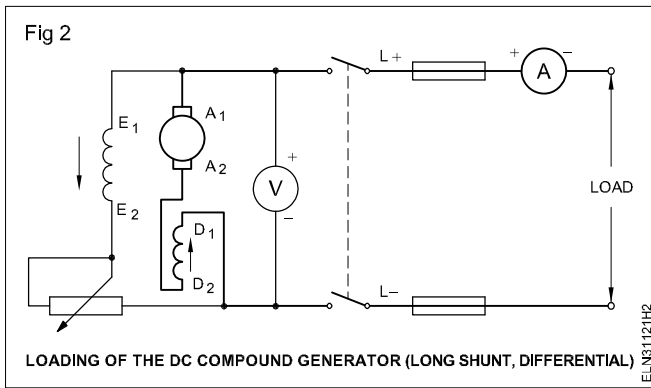 Fig 2
L+
+ A −
A1
E1
A2
+
V
−
LOAD
E2
D1
D2
L−
LOADING OF THE DC COMPOUND GENERATOR (LONG SHUNT, DIFFERENTIAL)
ELN31121H2